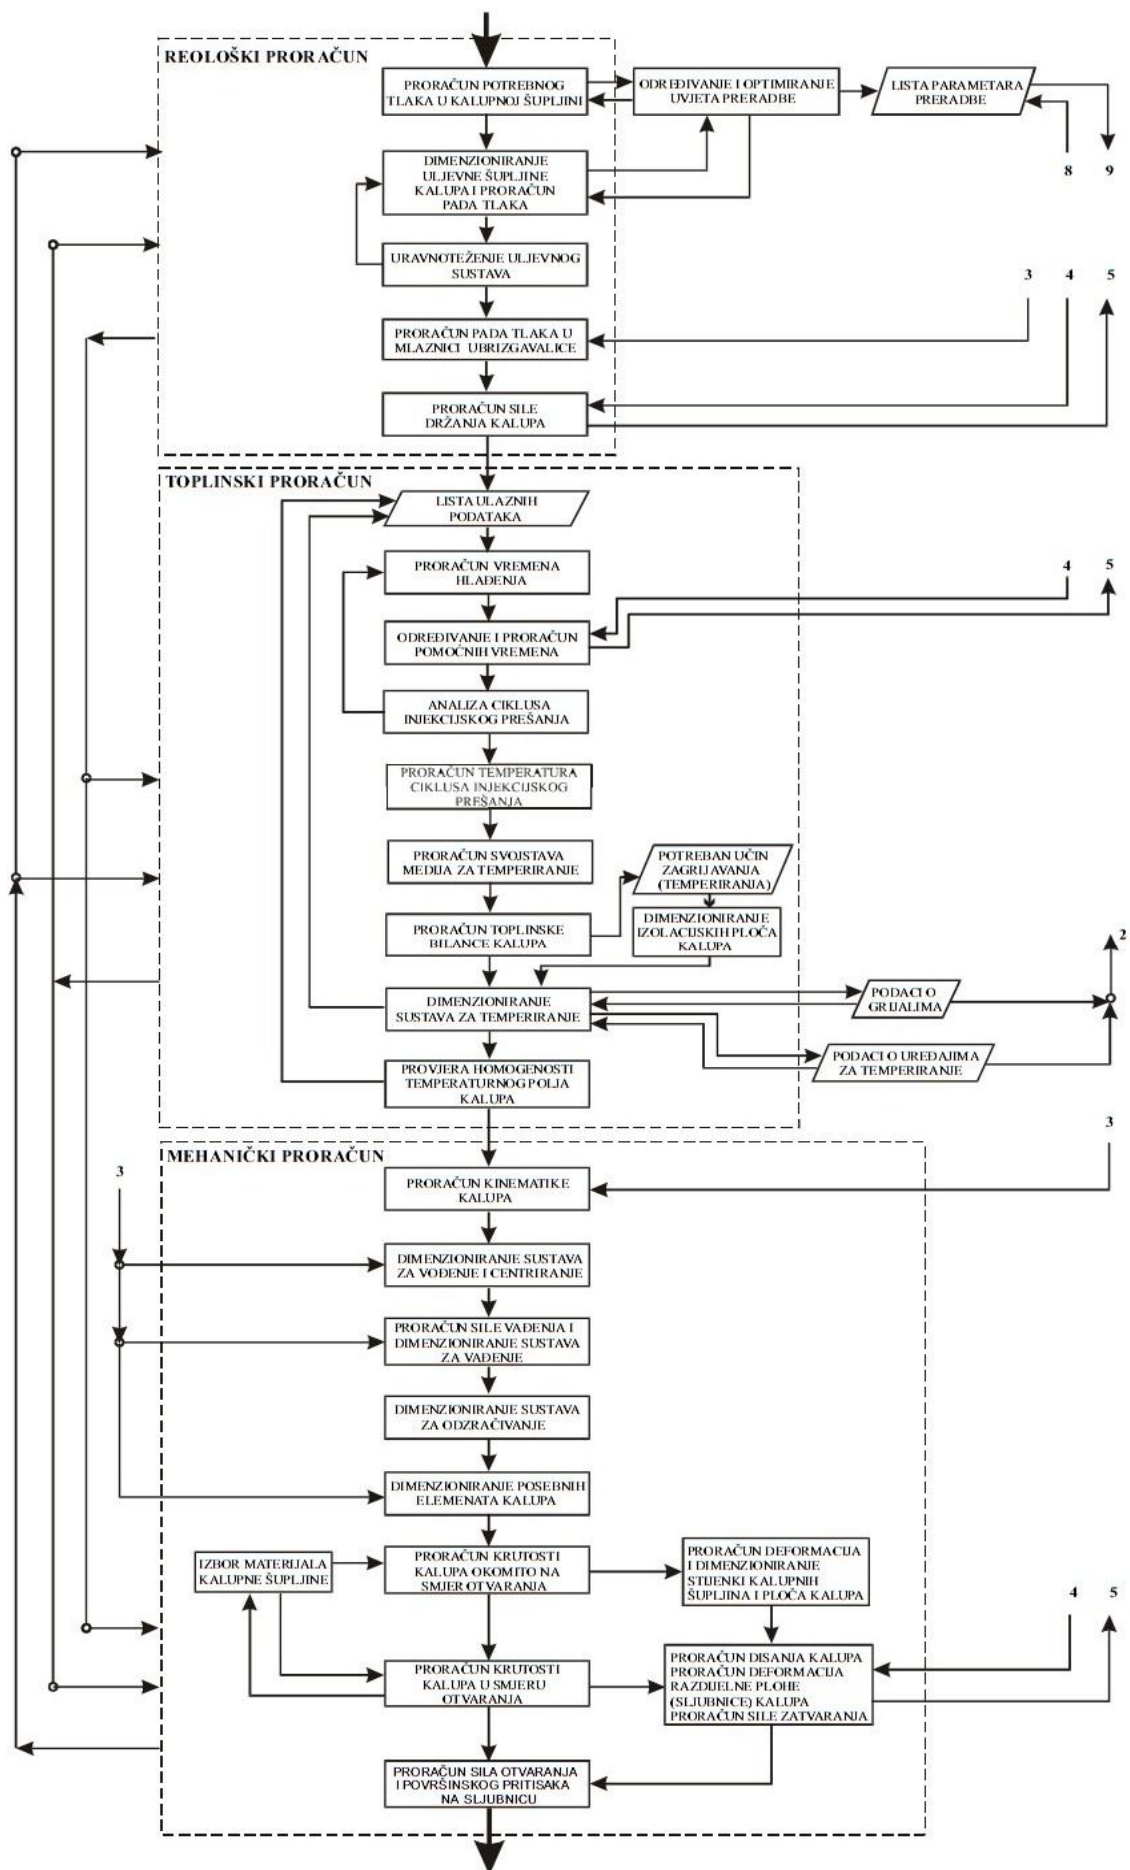 REOLOŠKI PRORAČUN
PRORAČUN POTREBNOG
TLAKA U KALUPNOJ ŠUPLJINI
ODREĐIVANJE I OPTIMIRANJE
UVJETA PRERADBE
LISTA PARAMETARA
PRERADBE
DIMENZIONIRANJE
ULJEVNE ŠUPLJINE
KALUPA I PRORAČUN
PADA TLAKA
8
9
URAVNOTEŽENJE ULJEVNOG
SUSTAVA
3
4
5
PRORAČUN PADA TLAKA U
MLAZNICI UBRIZGAVALICE
PRORAČUN SILE
DRŽANJA KALUPA
TOPLINSKI PRORAČUN
LISTA ULAZNIH
PODATAKA
PRORAČUN VREMENA
HLAĐENJA
4
5
ODREĐIVANJE I PRORAČUN
POMOĆNIH VREMENA
ANALIZA CIKLUSA
INJEKCIJSKOG PREŠANJA
PRORAČUN TEMPERATURA
CIKLUSA INJEKCIJSKOG
PREŠANJA
PRORAČUN SVOJSTAVA
MEDIJA ZA TEMPERIRANJE
POTREBAN UČIN
ZAGRIJAVANJA
(TEMPERIRANJA)
PRORAČUN TOPLINSKE
BILANCE KALUPA
DIMENZIONIRANJE
IZOLACIJSKIH PLOČA
KALUPA
2
DIMENZIONIRANJE
SUSTAVA ZA TEMPERIRANJE
PODACI O
GRIJALIMA
PODACI O UREĐAJIMA
ZA TEMPERIRANJE
PROVJERA HOMOGENOSTI
TEMPERATURNOG POLJA
KALUPA
3
MEHANIČKI PRORAČUN
3
PRORAČUN KINEMATIKE
KALUPA
DIMENZIONIRANJE SUSTAVA
ZA VOĐENJE I CENTRIRANJE
PRORAČUN SILE VAĐENJA I
DIMENZIONIRANJE SUSTAVA
ZA VAĐENJE
DIMENZIONIRANJE SUSTAVA
ZA ODZRAČIVANJE
DIMENZIONIRANJE POSEBNIH
ELEMENATA KALUPA
IZBOR MATERIJALA
KALUPNE ŠUPLJINE
PRORAČUN KRUTOSTI
KALUPA OKOMITO NA
SMJER OTVARANJA
PRORAČUN DEFORMACIJA
I DIMENZIONIRANJE
STIJENKI KALUPNIH
ŠUPLJINA I PLOČA KALUPA
4
5
PRORAČUN KRUTOSTI
KALUPA U SMJERU
OTVARANJA
PRORAČUN DISANJA KALUPA
PRORAČUN DEFORMACIJA
RAZDIJELNE PLOHE
(SLJUBNICE) KALUPA
PRORAČUN SILE ZATVARANJA
PRORAČUN SILA OTVARANJA
I POVRŠINSKOG PRITISAKA
NA SLJUBNICU